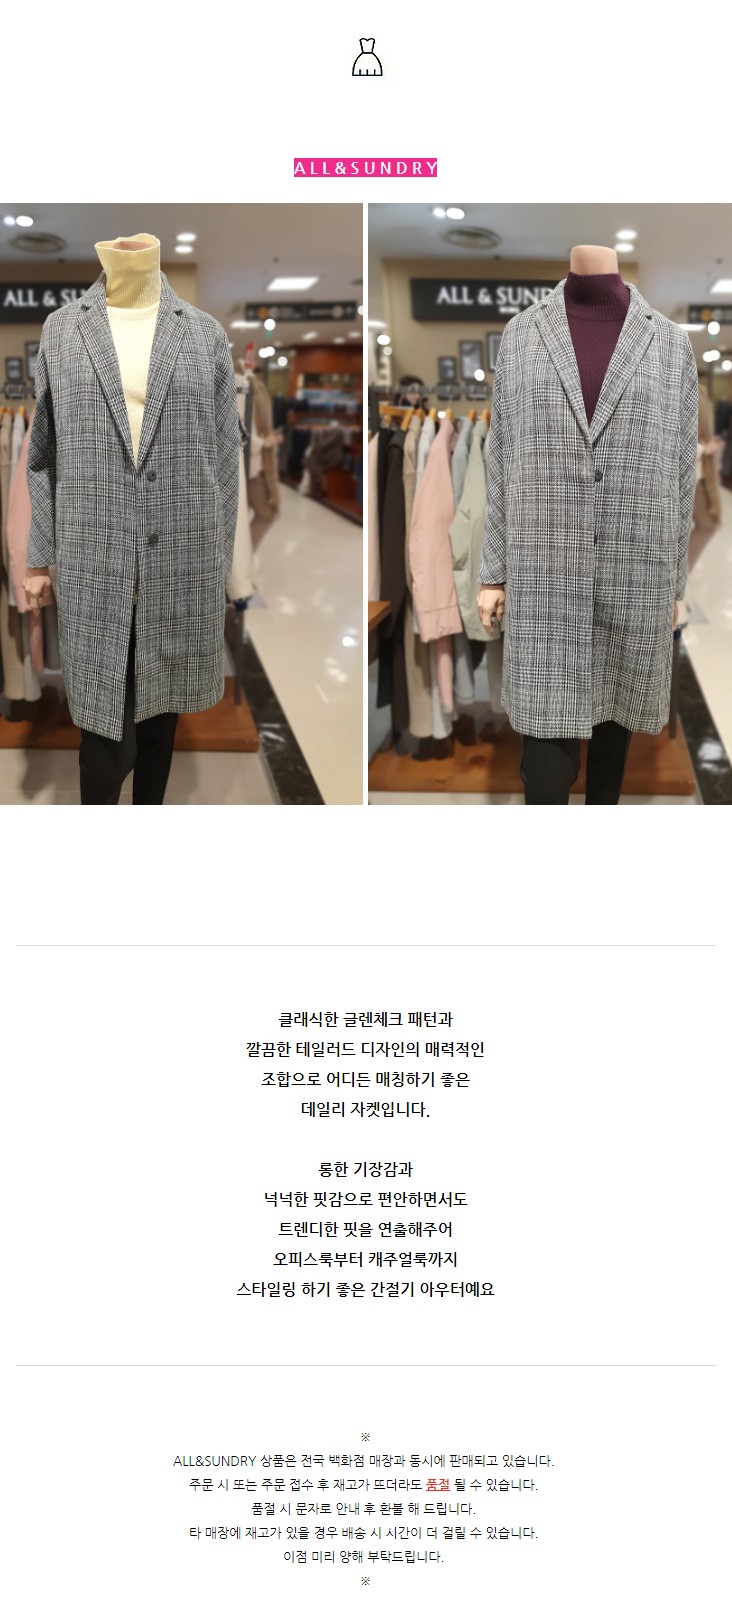 ALL&SUNDRY
ALL & SU
ALL & SUND
클래식한 글렌체크 패턴과
깔끔한 테일러드 디자인의 매력적인
조합으로 어디든 매칭하기 좋은
데일리 자켓입니다.
롱한 기장감과
넉넉한 핏감으로 편안하면서도
트렌디한 핏을 연출해주어
오피스룩부터 캐주얼룩까지
스타일링 하기 좋은 간절기 아우터예요
※
ALL&SUNDRY 상품은 전국 백화점 매장과 동시에 판매되고 있습니다.
주문 시 또는 주문 접수 후 재고가 뜨더라도 품절 될 수 있습니다.
품절 시 문자로 안내 후 환불 해 드립니다.
타 매장에 재고가 있을 경우 배송 시 시간이 더 걸릴 수 있습니다.
이점 미리 양해 부탁드립니다.
※